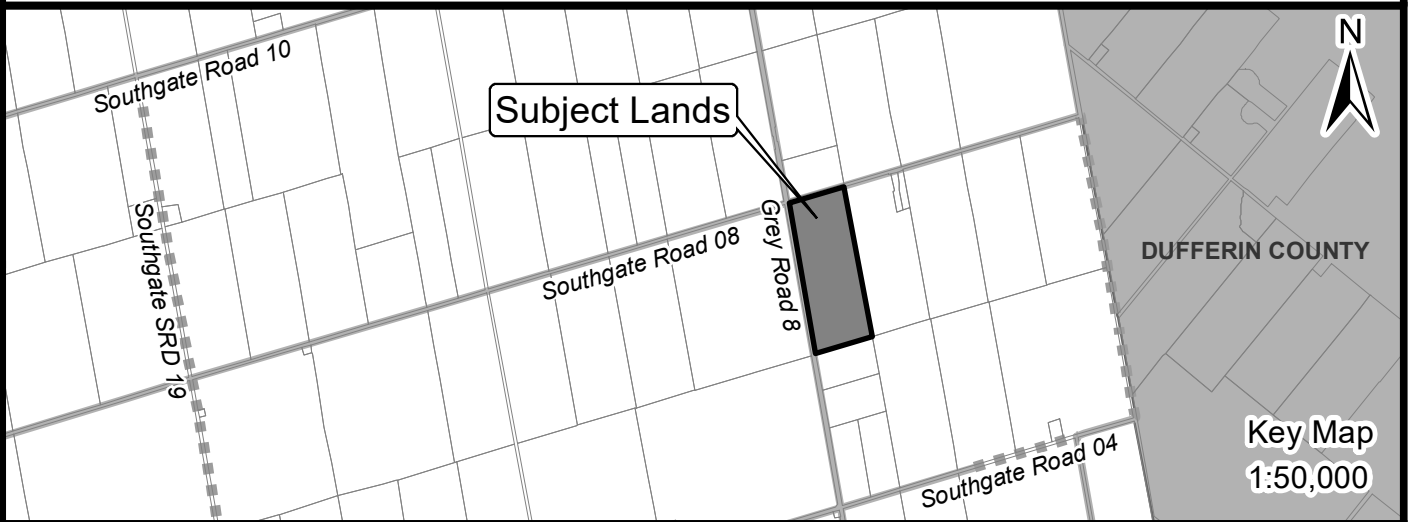 Southgate Road 10
N
Subject Lands
Southgate Road 08
Grey Road 8
Southgate SRD 19
DUFFERIN COUNTY
Southgate Road 04
Key Map
1:50,000